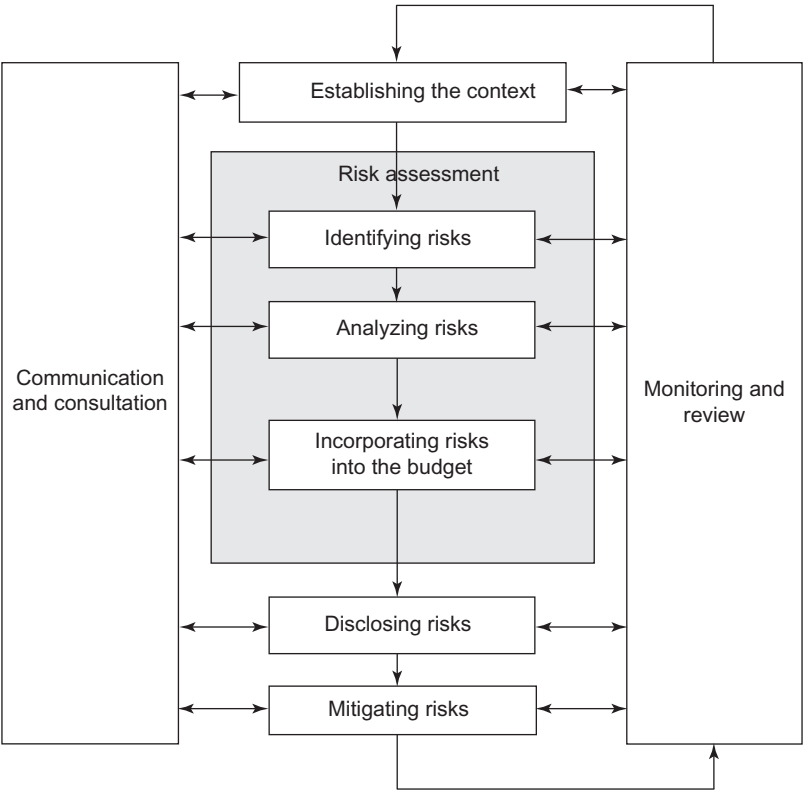 Establishing the context
Risk assessment
Identifying risks
Analyzing risks
Communication
and consultation
Monitoring and
review
Incorporating risks
into the budget
Disclosing risks
Mitigating risks